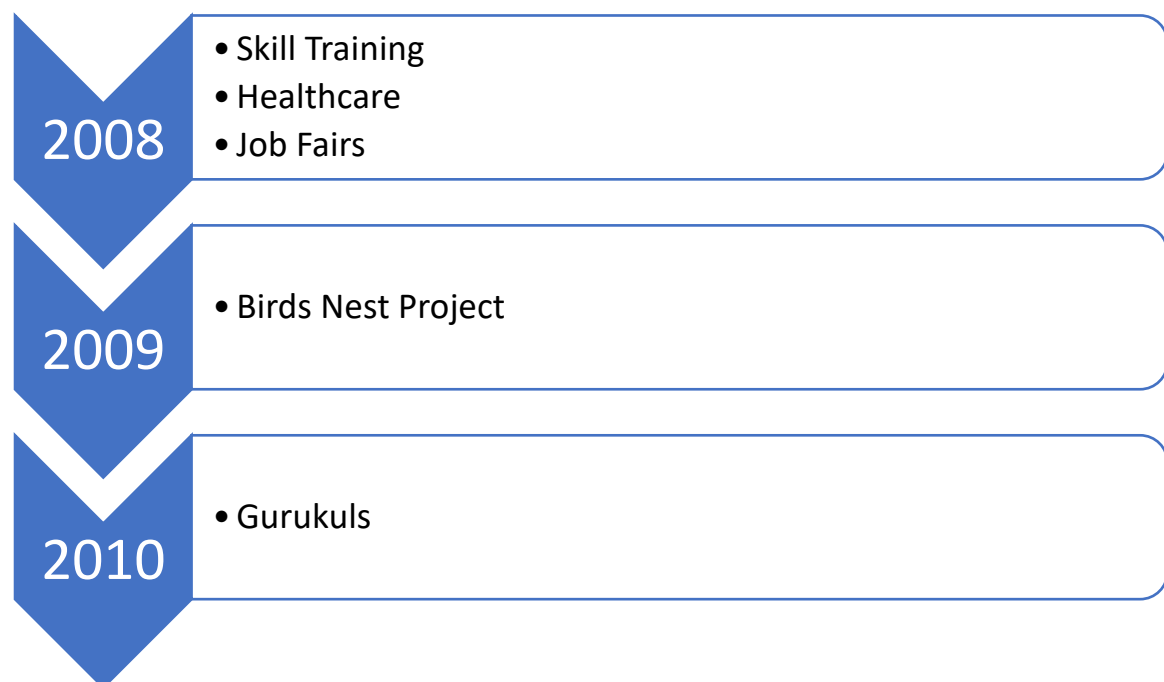 2008
• Skill Training
• Healthcare
• Job Fairs
2009
• Birds Nest Project
2010
• Gurukuls